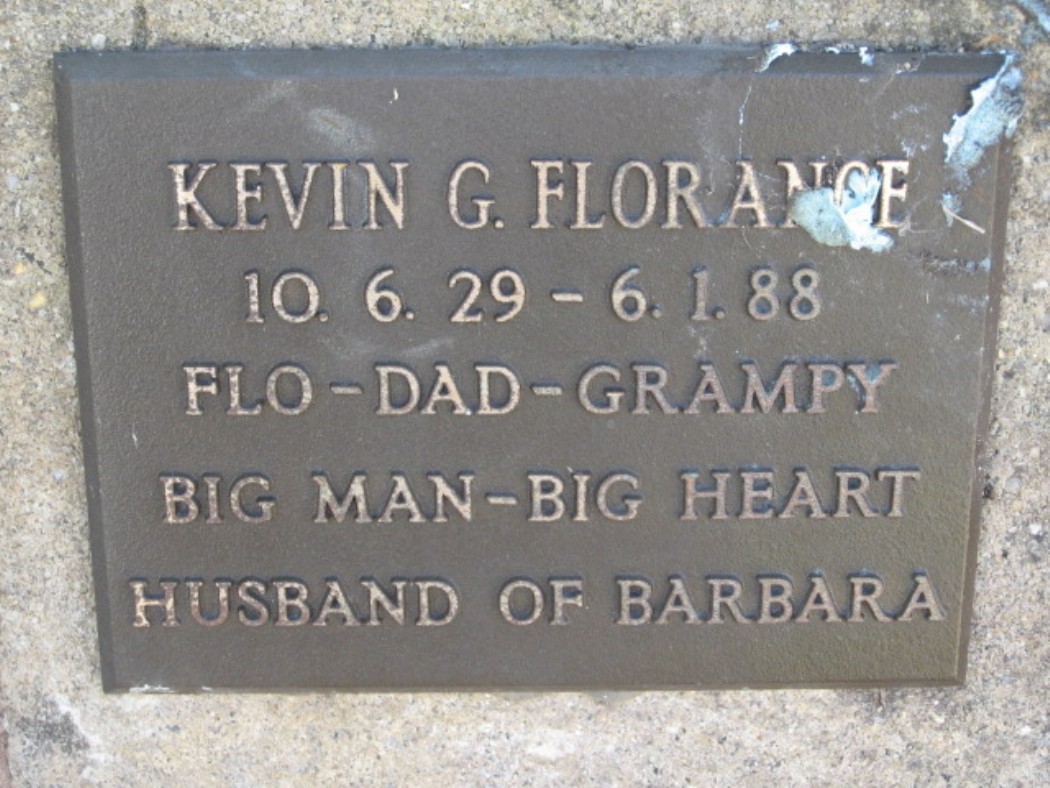 KEVIN G. FLORANCE
10. 6. 29 - 6. 1. 88
FLO-DAD-GRAMPY
BIG MAN-BIG HEART
HUSBAND OF BARBARA